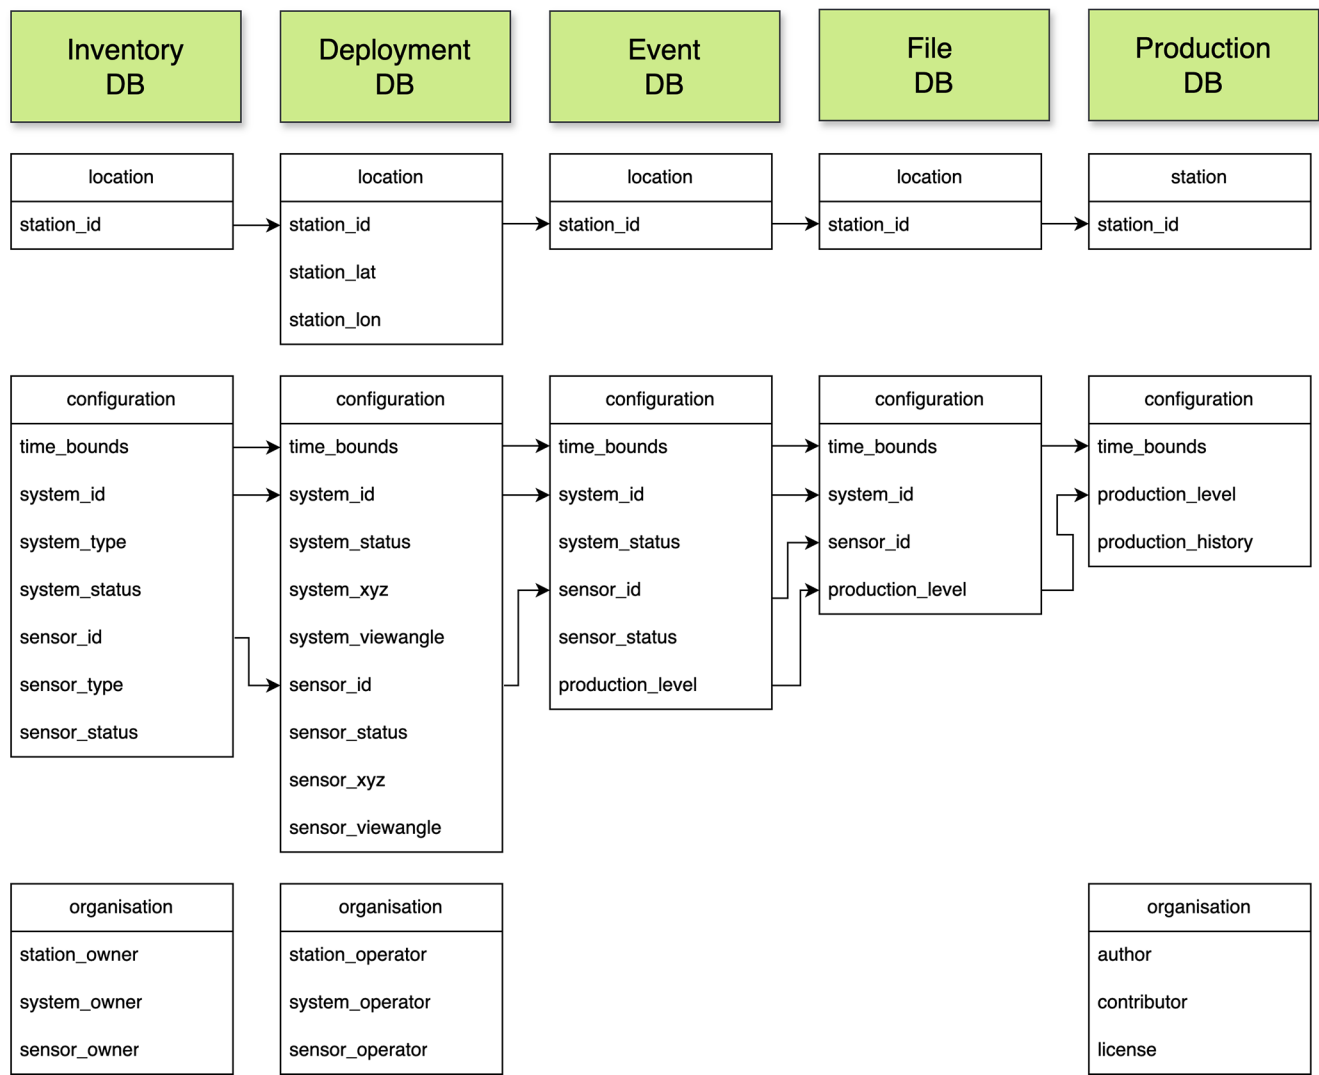 Inventory
DB
Deployment
DB
Event
DB
File
DB
Production
DB
location
station_id
location
station_id
station_lat
station_lon
location
station_id
location
station_id
station
station_id
configuration
time_bounds
system_id
system_type
system_status
sensor_id
sensor_type
sensor_status
configuration
time_bounds
system_id
system_status
system_xyz
system_viewangle
sensor_id
sensor_status
sensor_xyz
sensor_viewangle
configuration
time_bounds
system_id
system_status
sensor_id
sensor_status
production_level
configuration
time_bounds
system_id
sensor_id
production_level
configuration
time_bounds
production_level
production_history
organisation
station_owner
system_owner
sensor_owner
organisation
station_operator
system_operator
sensor_operator
organisation
author
contributor
license